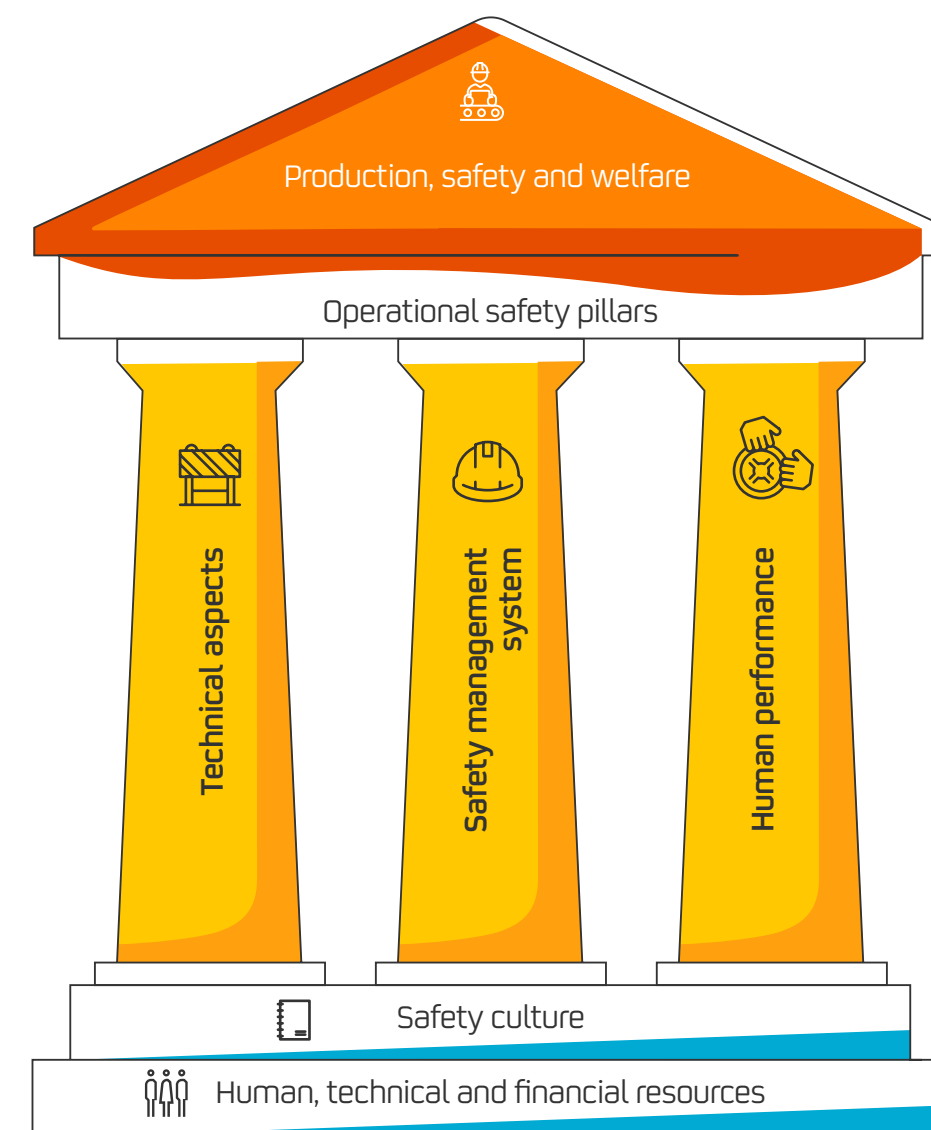 Production, safety and welfare
Operational safety pillars
Technical aspects
Safety management
system
Human performance
Safety culture
Human, technical and financial resources